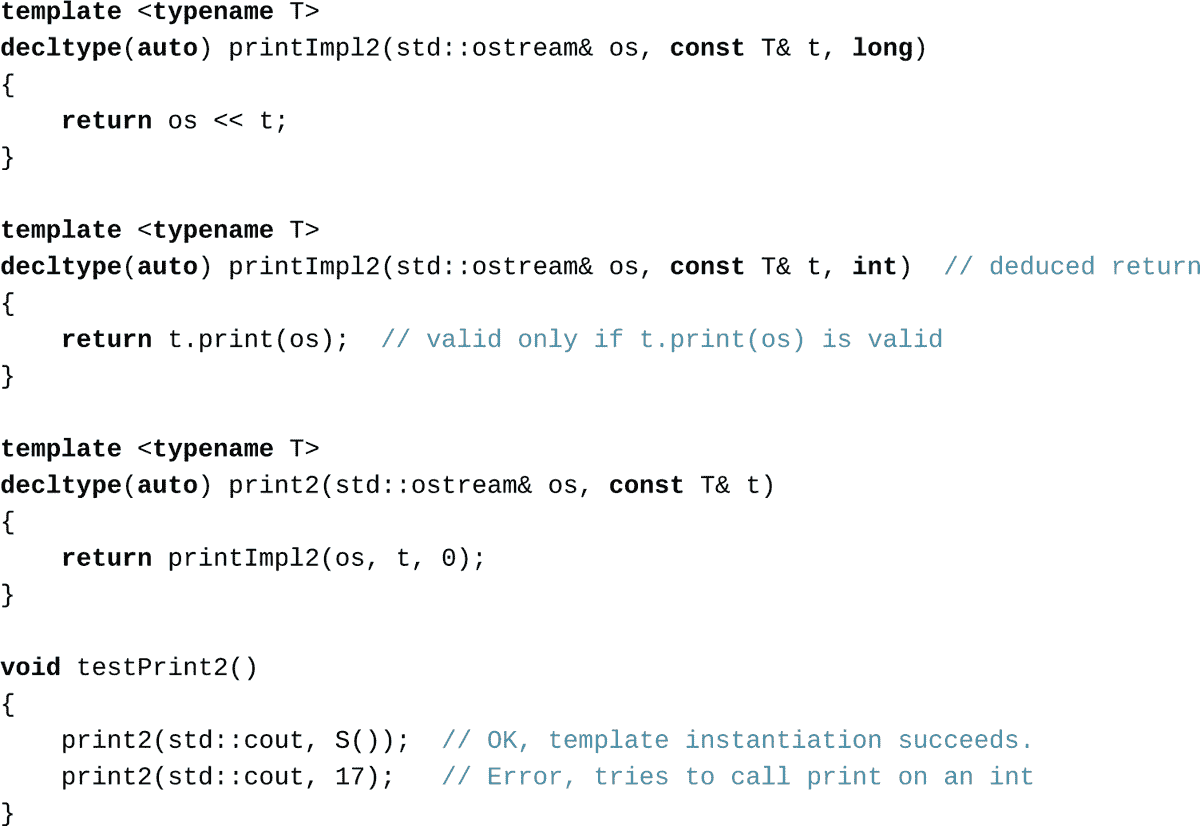 template <typename T>
decltype(auto) printImpl2(std::ostream& os, const T& t, long)
{
    return os << t;
}

template <typename T>
decltype(auto) printImpl2(std::ostream& os, const T& t, int)  // deduced return
{
    return t.print(os);  // valid only if t.print(os) is valid
}

template <typename T>
decltype(auto) print2(std::ostream& os, const T& t)
{
    return printImpl2(os, t, 0);
}

void testPrint2()
{
    print2(std::cout, S());  // OK, template instantiation succeeds.
    print2(std::cout, 17);   // Error, tries to call print on an int
}